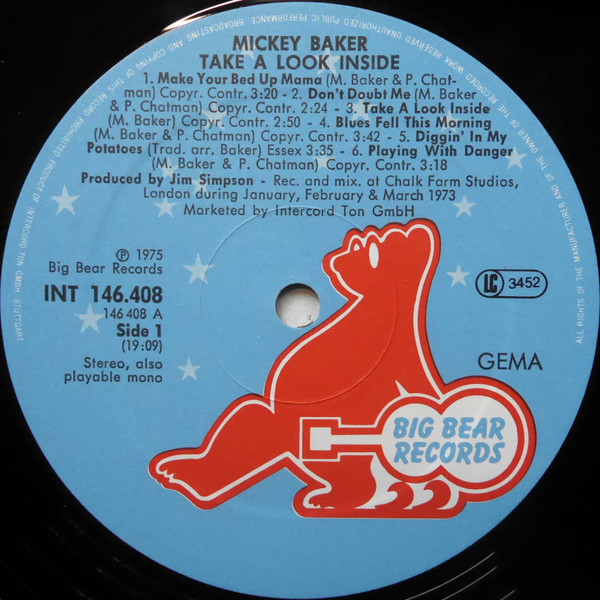 MICKEY BAKER
TAKE A LOOK INSIDE
1. Make Your Bed Up Mama (M. Baker & P. Chat-
man) Copyr. Contr. 3:20 - 2. Don't Doubt Me (M. Baker
& P. Chatman) Copyr. Contr. 2:24 - 3. Take A Look Inside
(M. Baker) Copyr. Contr. 2:50 - 4. Blues Fell This Morning
(M. Baker & P. Chatman) Copyr. Contr. 3:42 - 5. Diggin' In My
Potatoes (Trad. arr. Baker) Essex 3:35 - 6. Playing With Danger
(M. Baker & P. Chatman) Copyr. Contr. 3:18
Produced by Jim Simpson - Rec. and mix. at Chalk Farm Studios,
London during January, February & March 1973
Marketed by Intercord Ton GmbH
℗ 1975
Big Bear Records
INT 146.408
146 408 A
Side 1
(19:09)
Stereo, also
playable mono
LC 3452
GEMA
BIG BEAR
RECORDS
ALL RIGHTS OF THE MANUFACTURER AND OF THE OWNER OF THE RECORDED WORK RESERVED UNAUTHORIZED PUBLIC PERFORMANCE, BROADCASTING AND COPYING OF THIS RECORD PROHIBITED PRODUCT OF INTERCORD TON GMBH STUTTGART